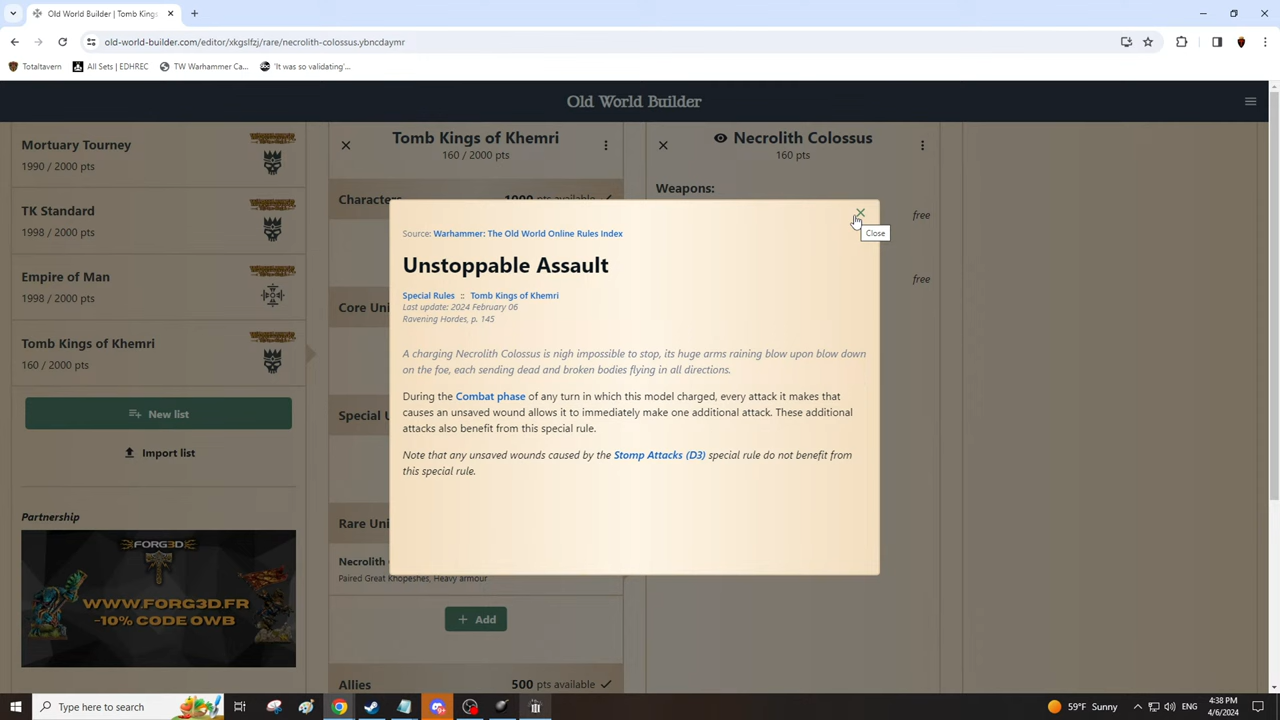 Old World Builder | Tomb Kings
old-world-builder.com/editor/xkgslfzj/rare/necrolith-colossus.ybncdaymr
Totaltavern
All Sets | EDHREC
TW Warhammer Ca...
'It was so validating'...
Old World Builder
Mortuary Tourney
1990 / 2000 pts
TK Standard
1998 / 2000 pts
Empire of Man
1998 / 2000 pts
Tomb Kings of Khemri
160 / 2000 pts
New list
Import list
Partnership
FORG3D
WWW.FORG3D.FR
-10% CODE OWB
Tomb Kings of Khemri
160 / 2000 pts
Characters
1000 pts available
Core Uni
Special U
Rare Uni
Necrolith
Paired Great Khopeshes, Heavy armour
Add
Allies
500 pts available
Necrolith Colossus
160 pts
Weapons:
free
free
Close
Source: Warhammer: The Old World Online Rules Index
Unstoppable Assault
Special Rules :: Tomb Kings of Khemri
Last update: 2024 February 06
Ravening Hordes, p. 145
A charging Necrolith Colossus is nigh impossible to stop, its huge arms raining blow upon blow down
on the foe, each sending dead and broken bodies flying in all directions.
During the Combat phase of any turn in which this model charged, every attack it makes that
causes an unsaved wound allows it to immediately make one additional attack. These additional
attacks also benefit from this special rule.
Note that any unsaved wounds caused by the Stomp Attacks (D3) special rule do not benefit from
this special rule.
Type here to search
59°F Sunny
4:38 PM
4/6/2024